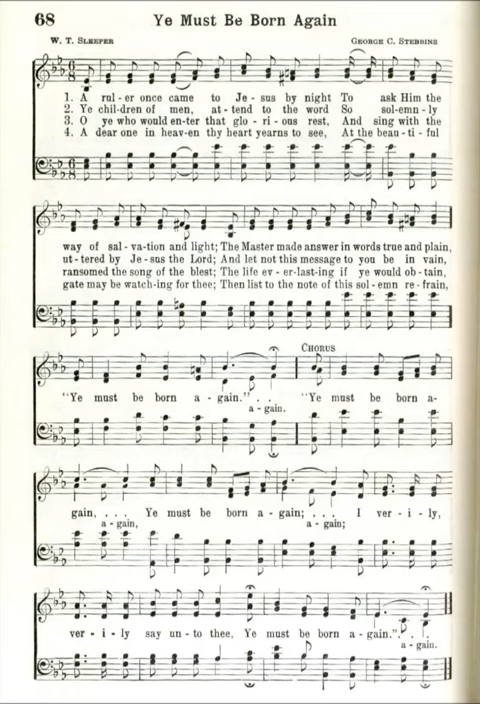 68 Ye Must Be Born Again
W. T. Sleeper George C. Stebbins
1. A rul - er once came to Je - sus by night To ask Him the
2. Ye chil - dren of men, at - tend to the word So sol - emn - ly
3. O ye who would en - ter that glo - ri - ous rest, And sing with the
4. A dear one in heav - en thy heart yearns to see, At the beau - ti - ful
way of sal - va - tion and light; The Master made answer in words true and plain,
ut - tered by Je - sus the Lord; And let not this message to you be in vain,
ransomed the song of the blest; The life ev - er - last - ing if ye would ob - tain,
gate may be watch - ing for thee; Then list to the note of this sol - emn re - frain,
Chorus
"Ye must be born a - gain." . . "Ye must be born a-
a - gain.
gain, . . . Ye must be born a - gain; . . . I ver - i - ly,
a - gain, a - gain;
ver - i - ly say un - to thee, Ye must be born a - gain." . . .
a - gain.